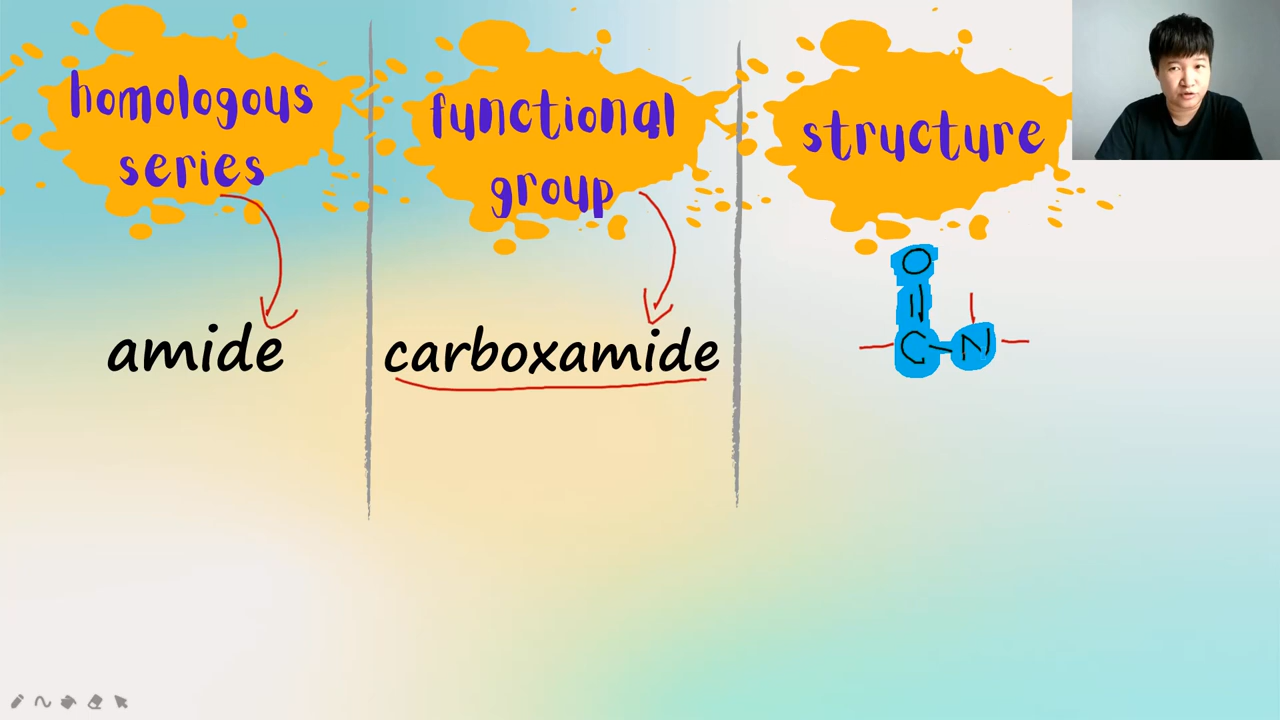 homologous
series
functional
group
structure
amide
carboxamide
O
||
C-N